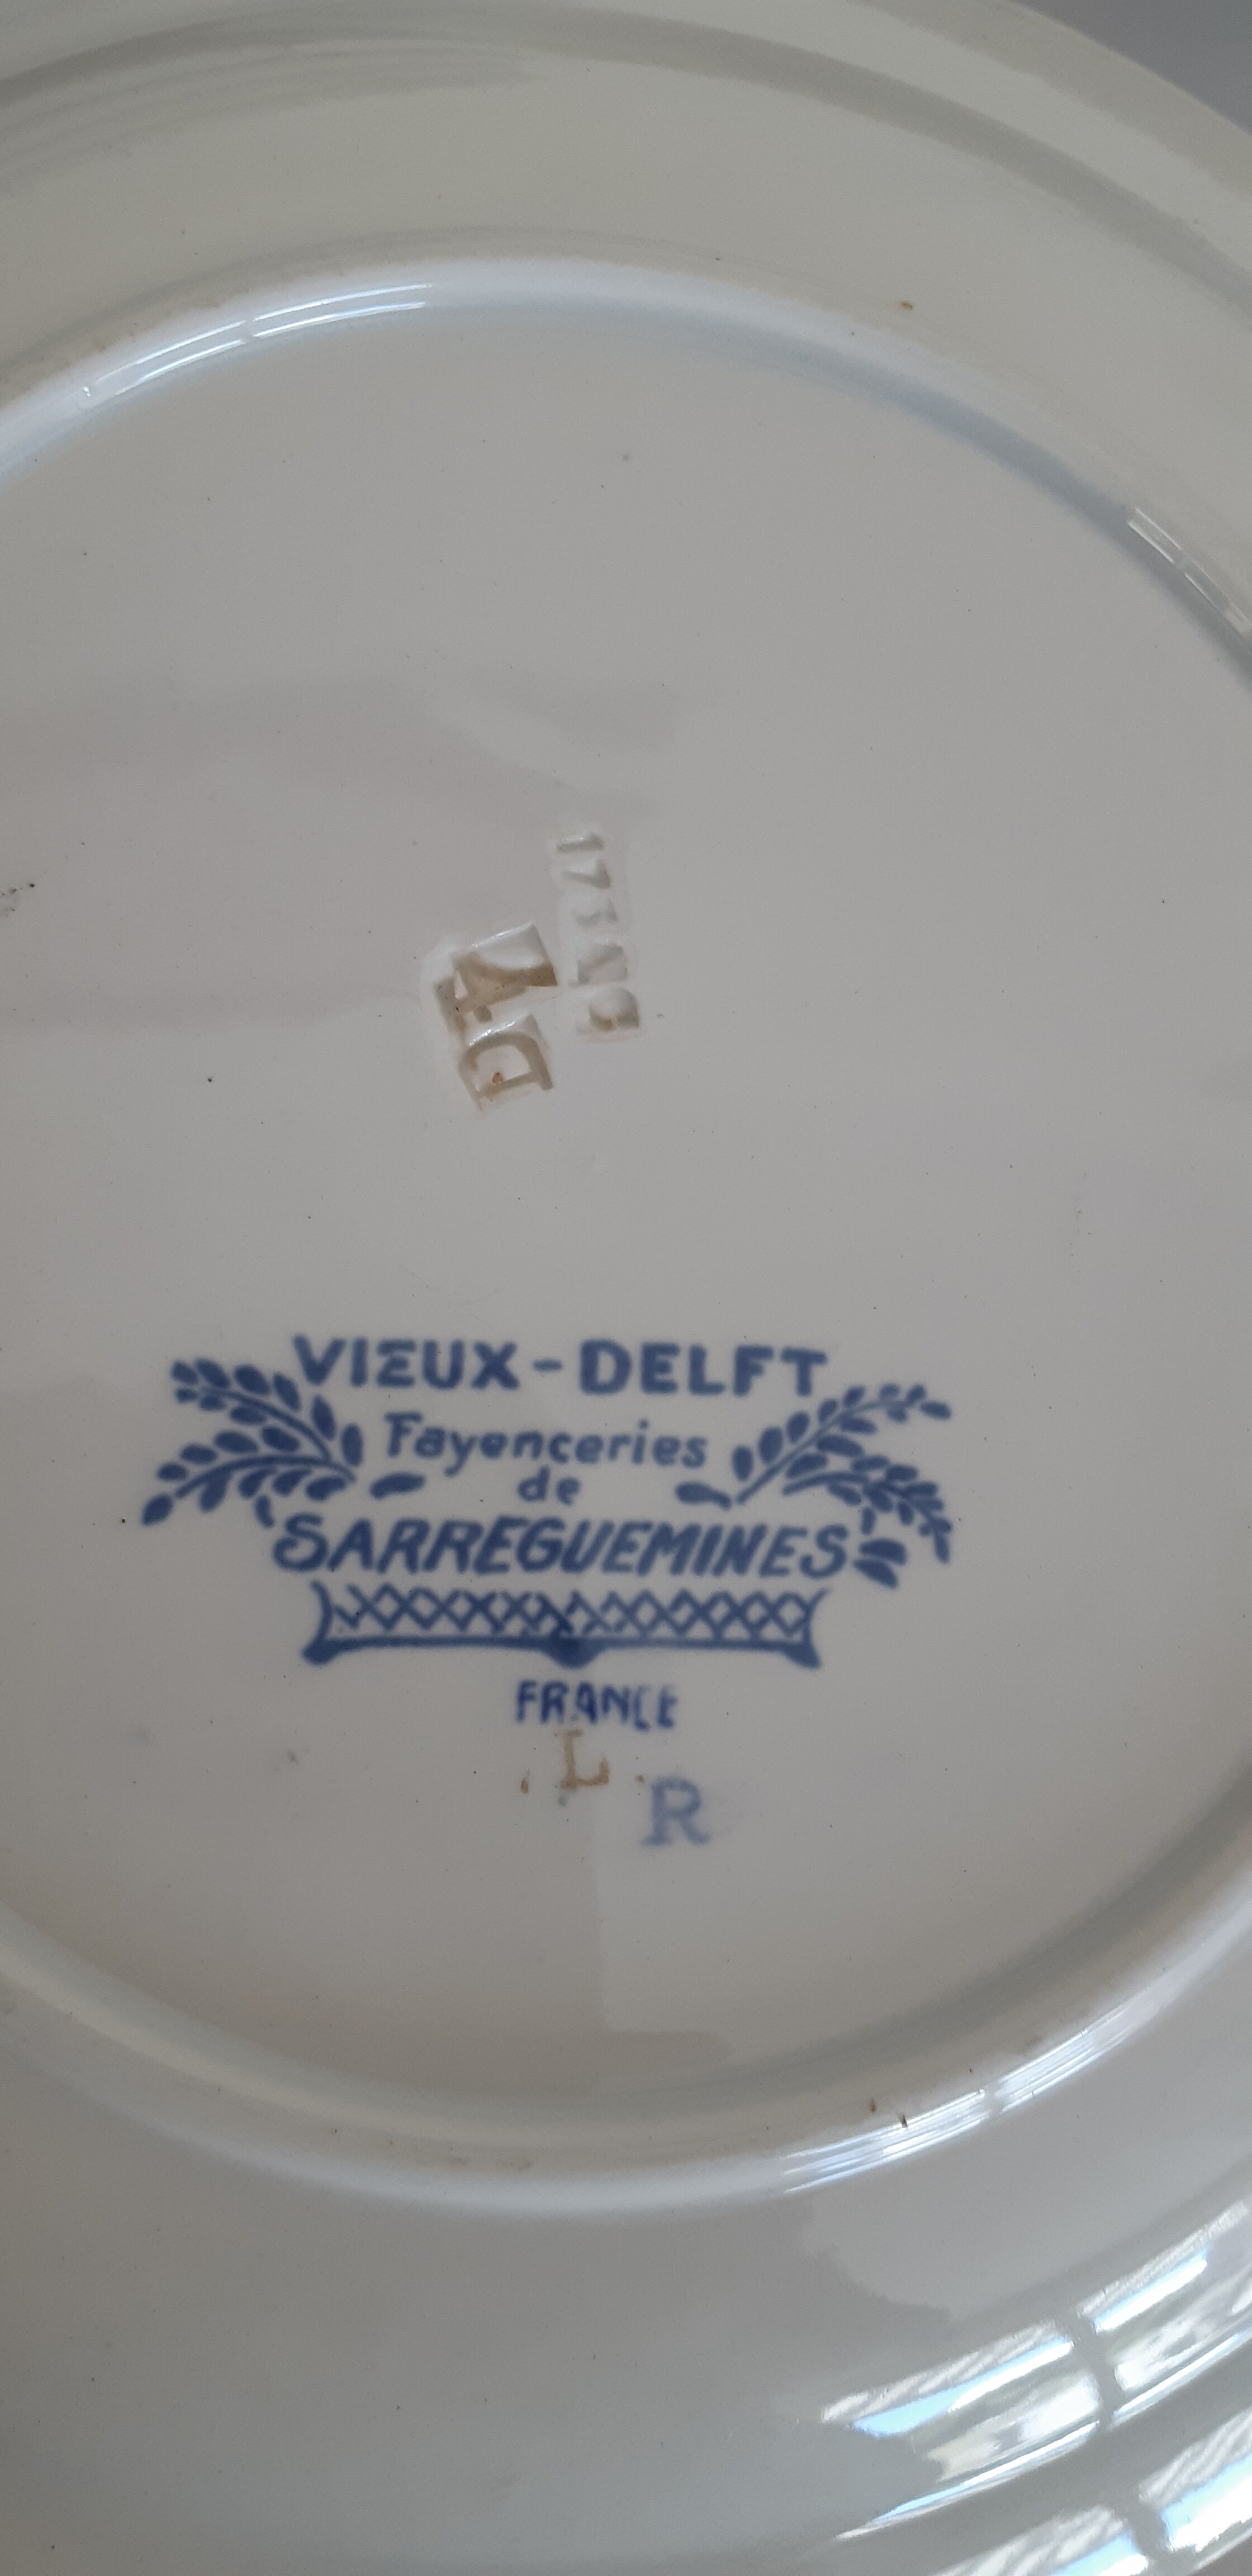 VIEUX-DELFT
Fayenceries
de
SARREGUEMINES
FRANCE
L
R